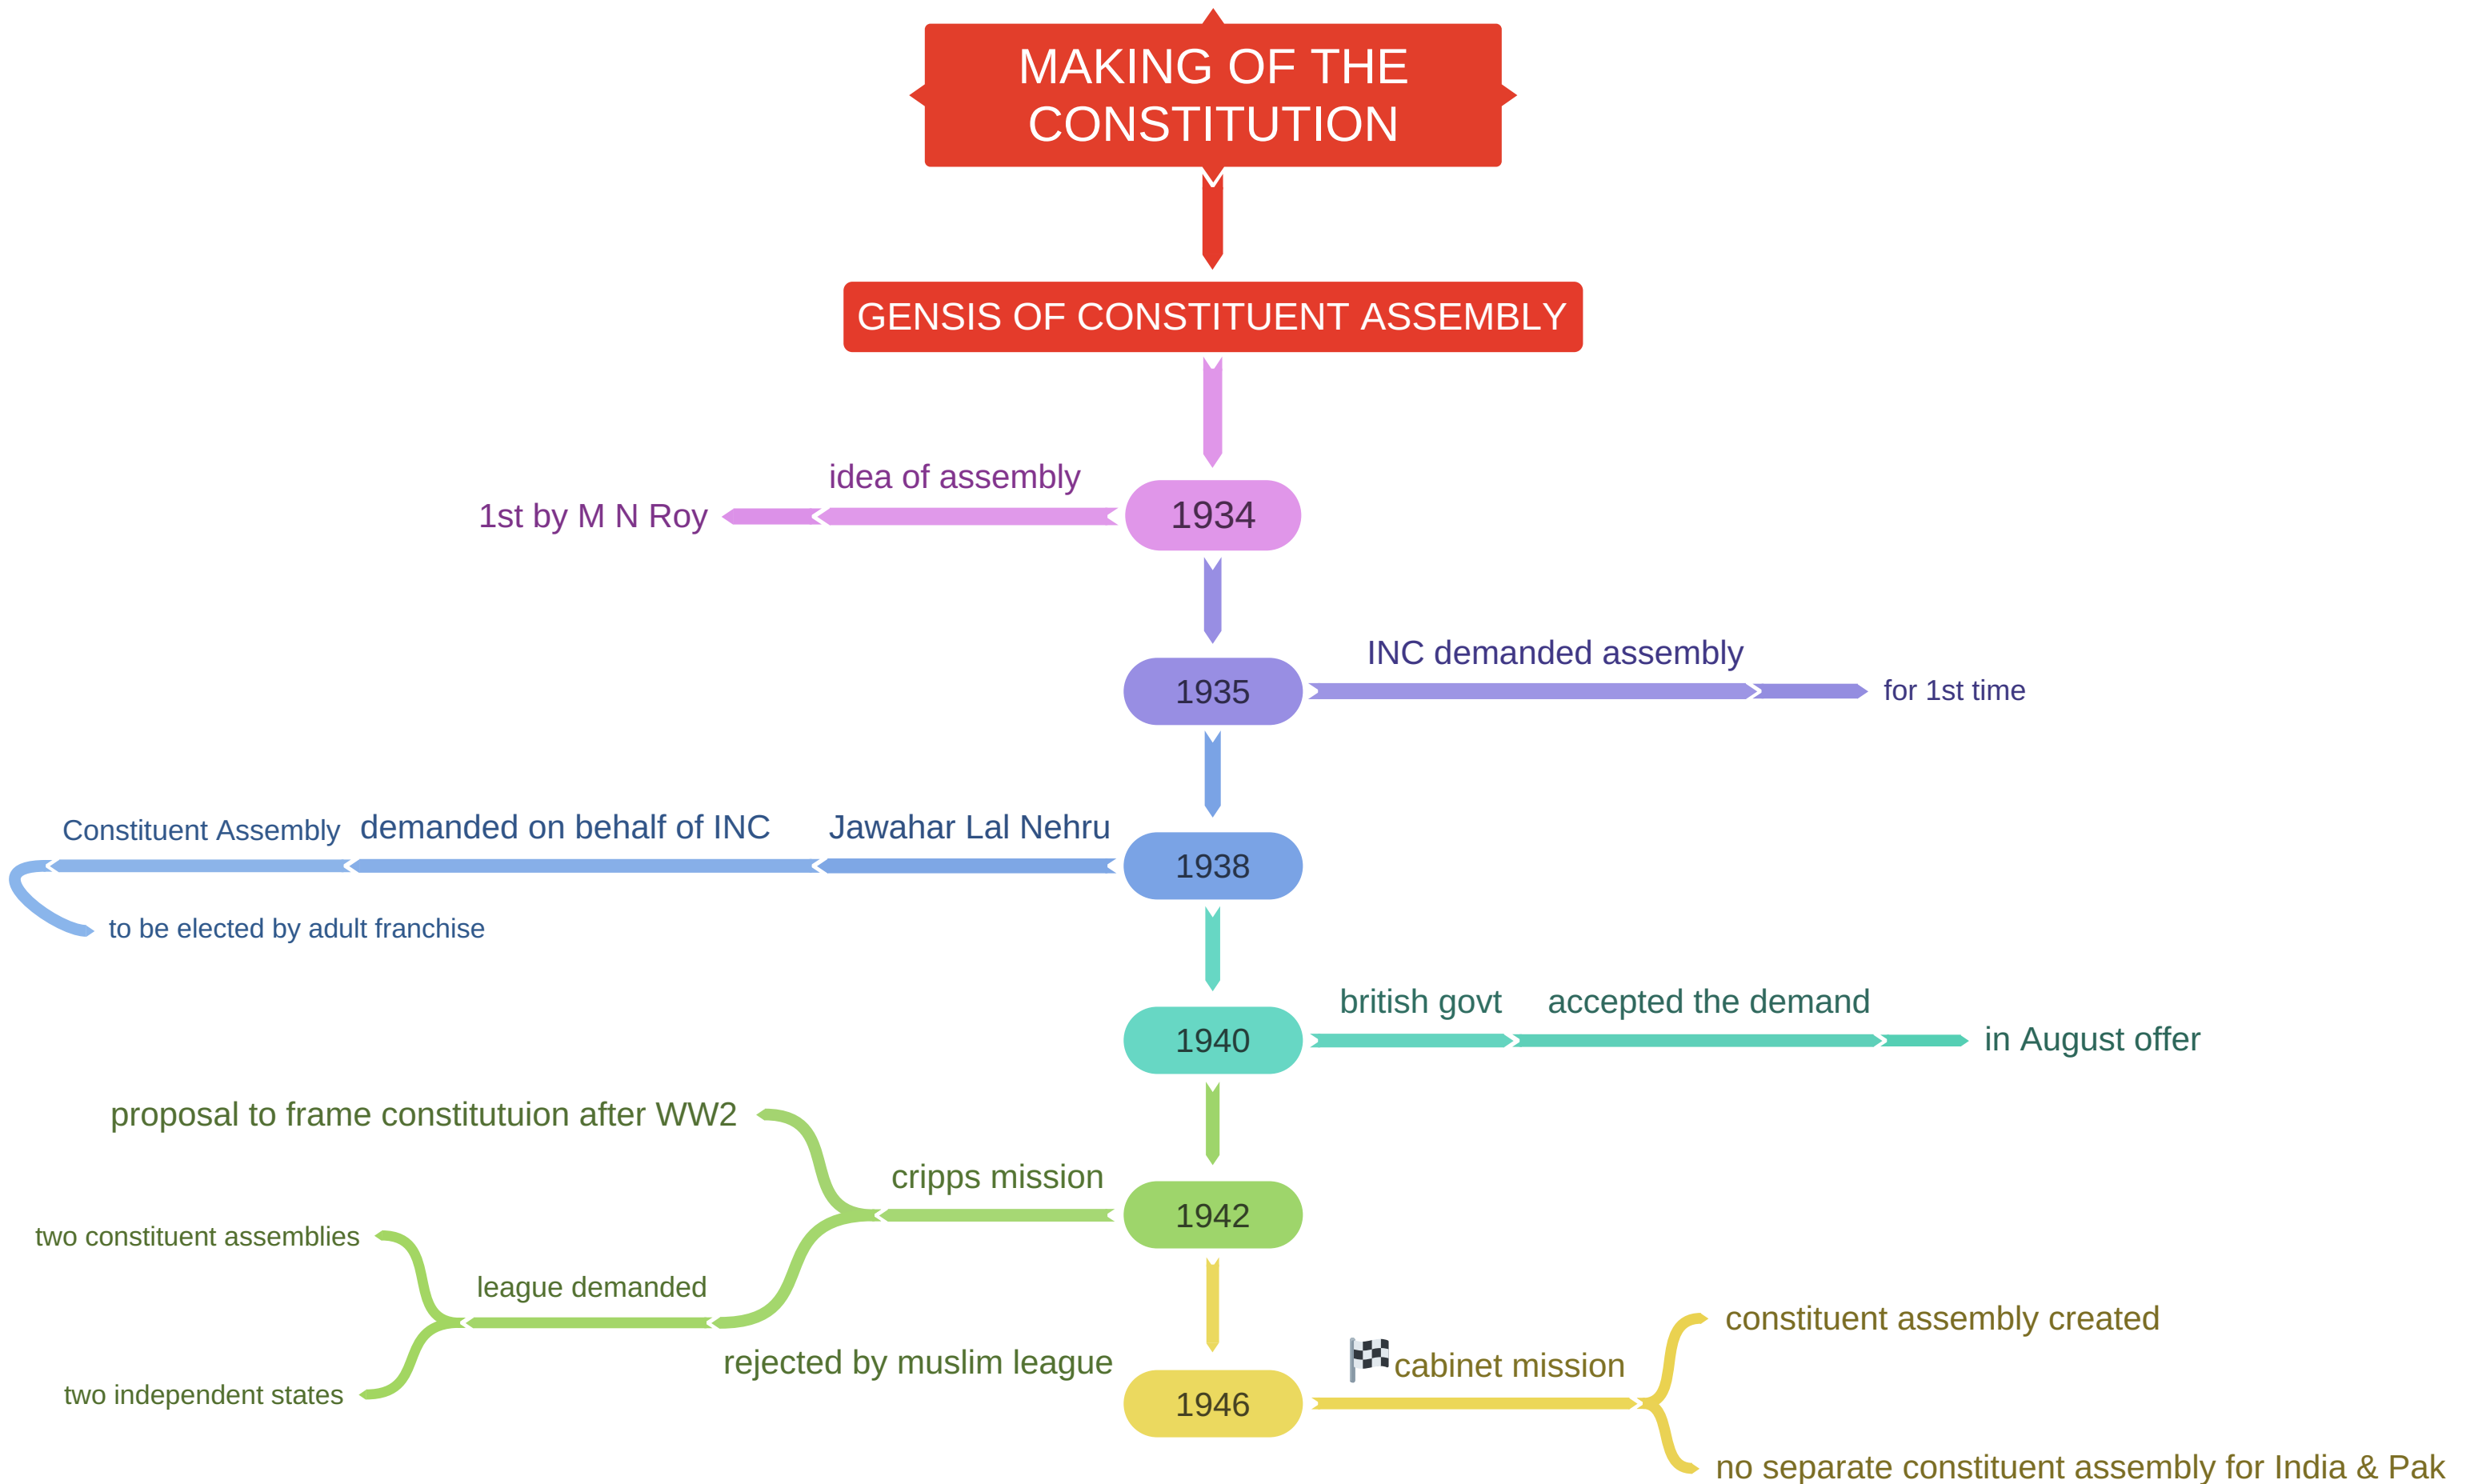 MAKING OF THE
CONSTITUTION
GENSIS OF CONSTITUENT ASSEMBLY
1934
idea of assembly
1st by M N Roy
1935
INC demanded assembly
for 1st time
1938
Jawahar Lal Nehru
demanded on behalf of INC
Constituent Assembly
to be elected by adult franchise
1940
british govt
accepted the demand
in August offer
1942
cripps mission
proposal to frame constitutuion after WW2
rejected by muslim league
league demanded
two constituent assemblies
two independent states
1946
cabinet mission
constituent assembly created
no separate constituent assembly for India & Pak